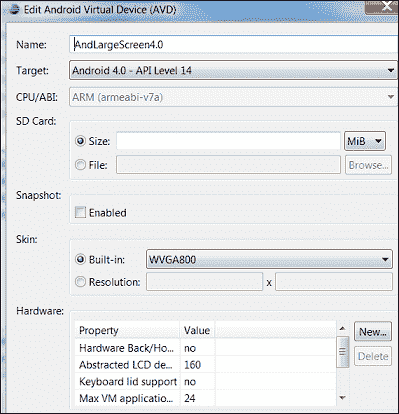 Edit Android Virtual Device (AVD)
Name: AndLargeScreen4.0
Target: Android 4.0 - API Level 14
CPU/ABI: ARM (armeabi-v7a)
SD Card:
Size: MiB
File: Browse...
Snapshot:
Enabled
Skin:
Built-in: WVGA800
Resolution: x
Hardware:
Property Value New...
Hardware Back/Ho... no Delete
Abstracted LCD de... 160
Keyboard lid support no
Max VM applicatio... 24